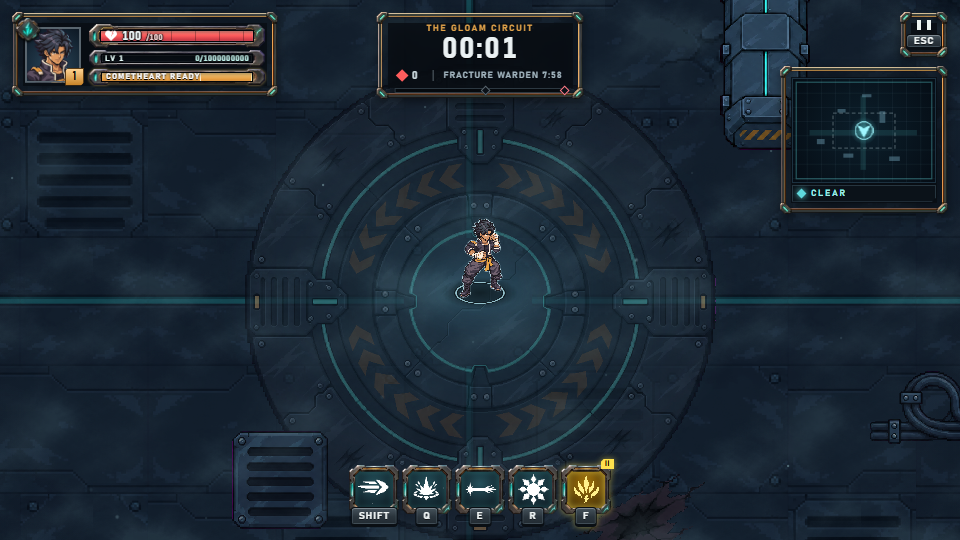 100 /100
LV 1 0/1000000000
COMETHEART READY
1
THE GLOAM CIRCUIT
00:01
0 FRACTURE WARDEN 7:58
ESC
CLEAR
SHIFT
Q
E
R
F